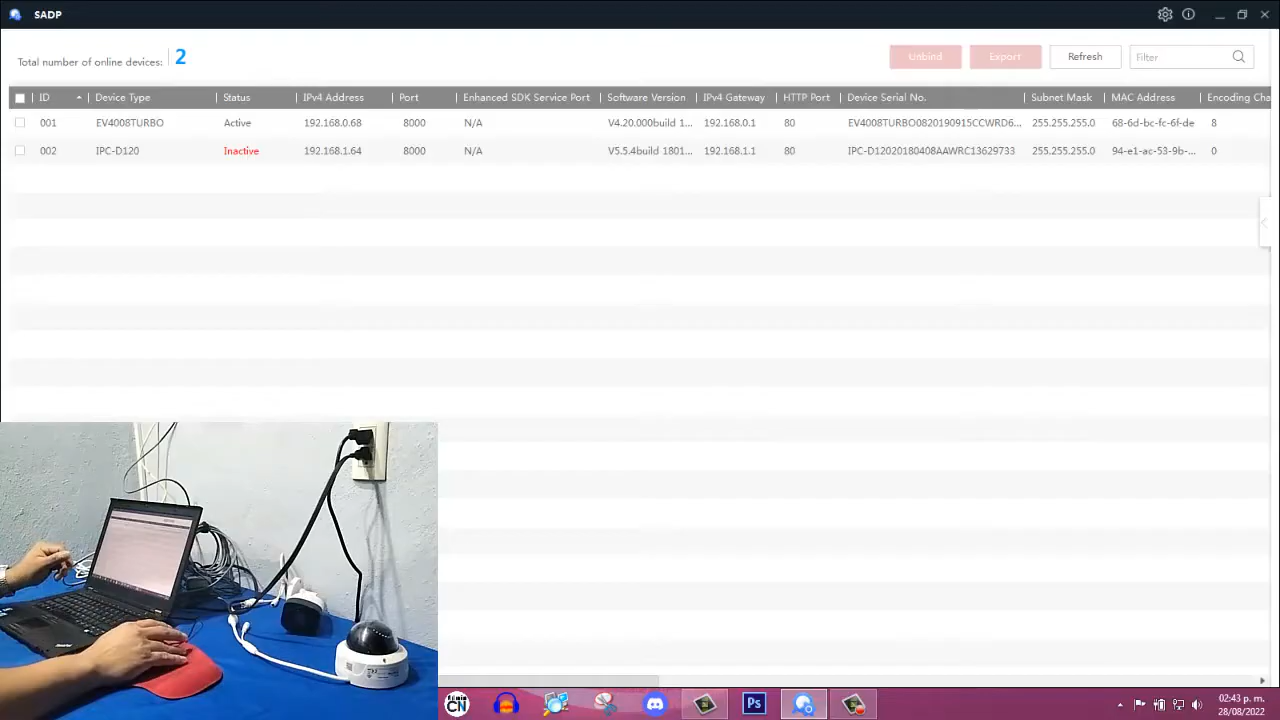 SADP
Total number of online devices: 2
Unbind Export Refresh Filter
ID Device Type Status IPv4 Address Port Enhanced SDK Service Port Software Version IPv4 Gateway HTTP Port Device Serial No. Subnet Mask MAC Address Encoding Cha
001 EV4008TURBO Active 192.168.0.68 8000 N/A V4.20.000build 1... 192.168.0.1 80 EV4008TURBO0820190915CCWRD6... 255.255.255.0 68-6d-bc-fc-6f-de 8
002 IPC-D120 Inactive 192.168.1.64 8000 N/A V5.5.4build 1801... 192.168.1.1 80 IPC-D12020180408AAWRC13629733 255.255.255.0 94-e1-ac-53-9b-... 0
CN
Ps
02:43 p. m.
28/08/2022